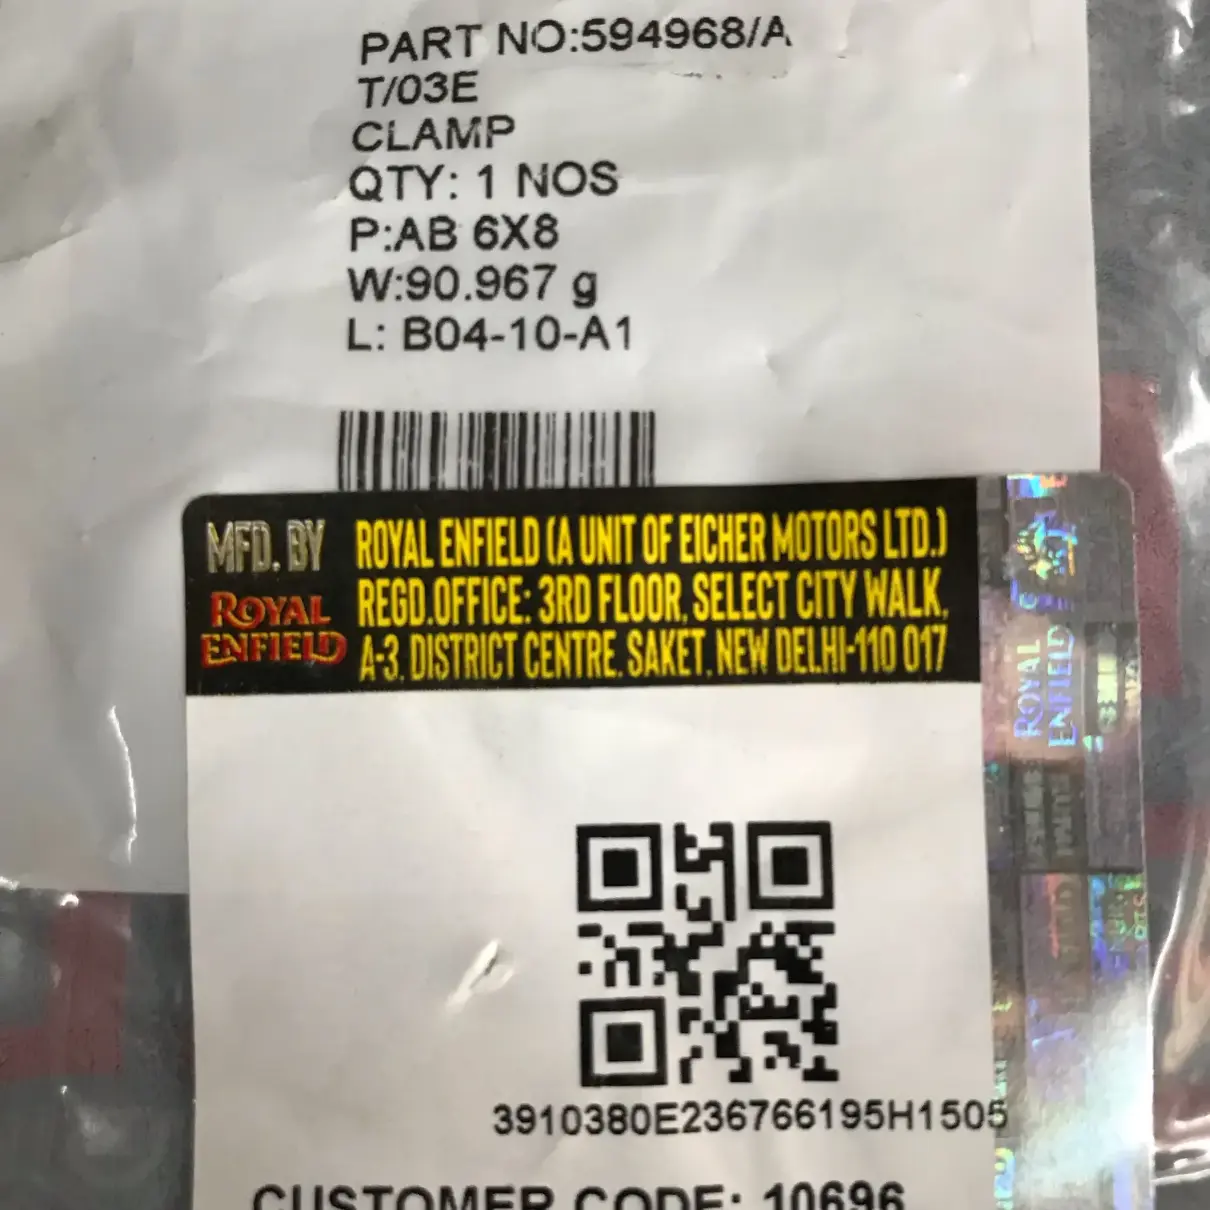 PART NO:594968/A
T/03E
CLAMP
QTY: 1 NOS
P:AB 6X8
W:90.967 g
L: B04-10-A1
MFD. BY
ROYAL ENFIELD
ROYAL ENFIELD (A UNIT OF EICHER MOTORS LTD.)
REGD.OFFICE: 3RD FLOOR, SELECT CITY WALK,
A-3, DISTRICT CENTRE, SAKET, NEW DELHI-110 017
ROYAL
ENFIELD
3910380E236766195H1505
CUSTOMER CODE: 10696